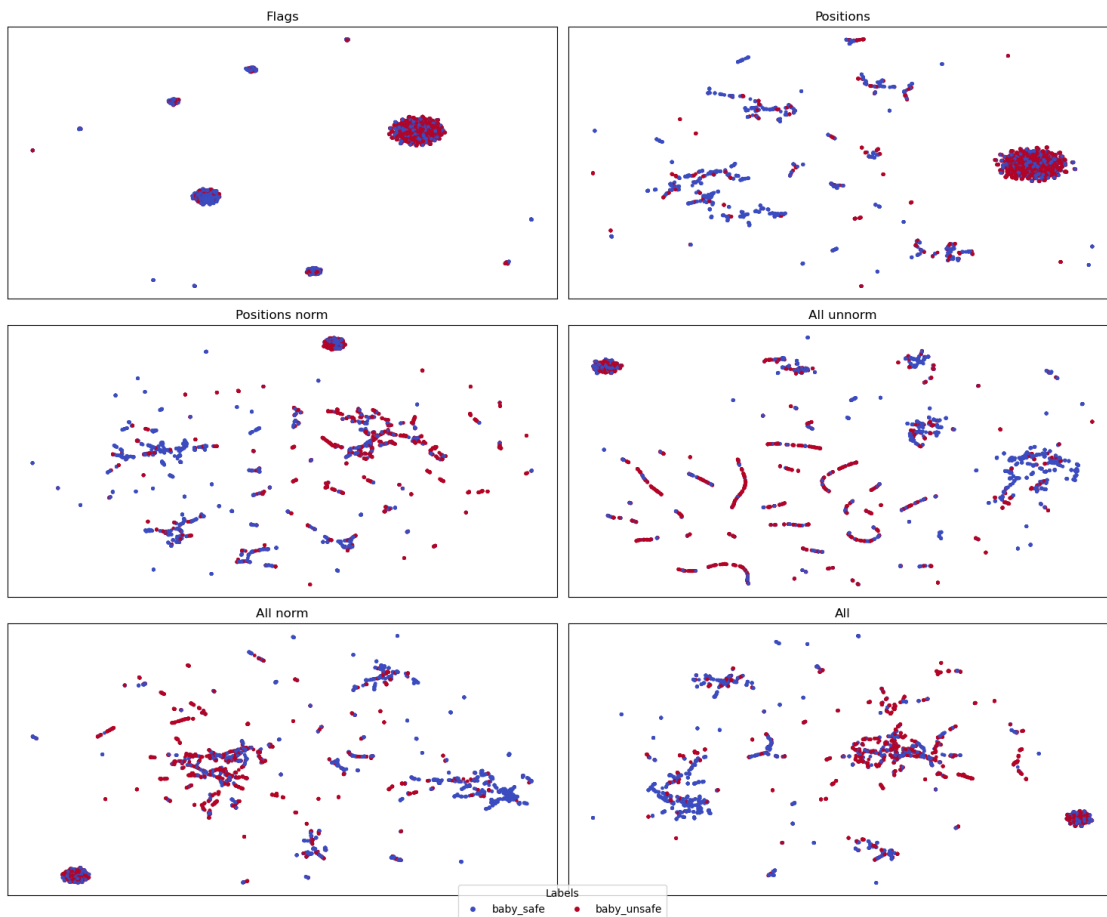 Flags
Positions
Positions norm
All unnorm
All norm
All
Labels
baby_safe
baby_unsafe